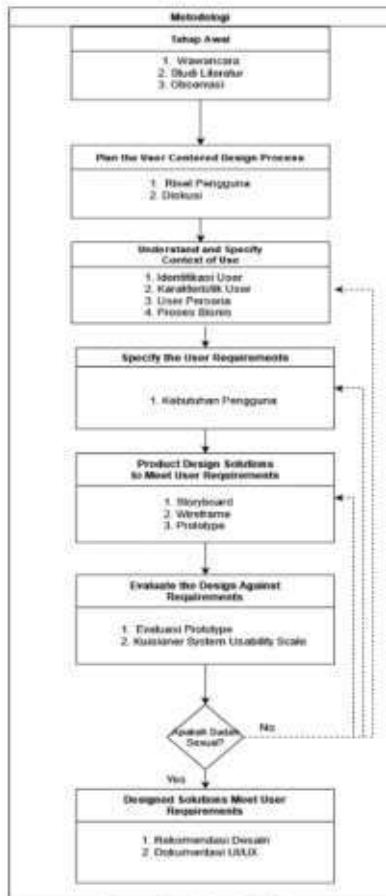 Metodologi
Tahap Awal
1. Wawancara
2. Studi Literatur
3. Observasi
Plan the User Centered Design Process
1. Riset Pengguna
2. Diskusi
Understand and Specify
Context of Use
1. Identifikasi User
2. Karakteristik User
3. User Persona
4. Proses Bisnis
Specify the User Requirements
1. Kebutuhan Pengguna
Product Design Solutions
to Meet User Requirements
1. Storyboard
2. Wireframe
3. Prototype
Evaluate the Design Against
Requirements
1. Evaluasi Prototype
2. Kuisioner System Usability Scale
Apakah Sudah
Sesuai?
No
Yes
Designed Solutions Meet User
Requirements
1. Rekomendasi Desain
2. Dokumentasi UI/UX